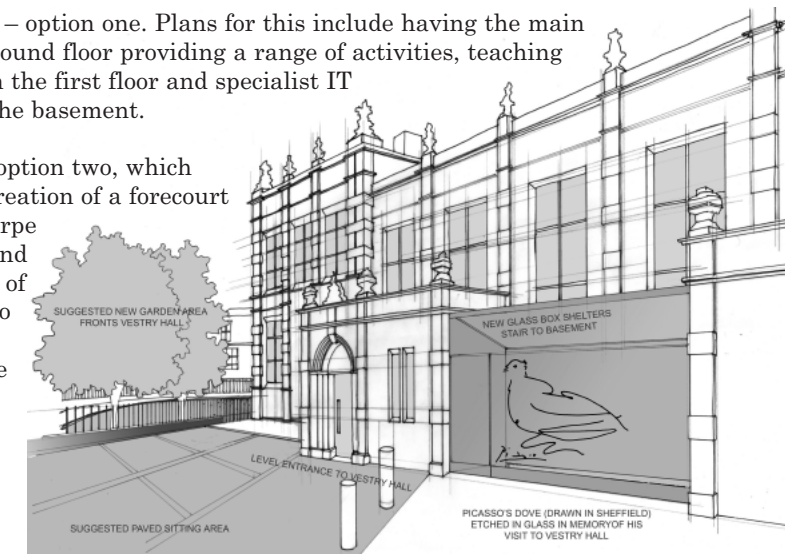 – option one. Plans for this include having the main
ound floor providing a range of activities, teaching
the first floor and specialist IT
he basement.
option two, which
reation of a forecourt
rpe
nd
of
o
e
SUGGESTED NEW GARDEN AREA
FRONTS VESTRY HALL
NEW GLASS BOX SHELTERS
STAIR TO BASEMENT
LEVEL ENTRANCE TO VESTRY HALL
SUGGESTED PAVED SITTING AREA
PICASSO'S DOVE (DRAWN IN SHEFFIELD)
ETCHED IN GLASS IN MEMORYOF HIS
VISIT TO VESTRY HALL